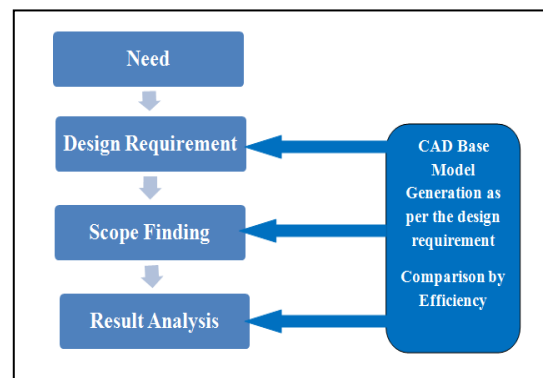 Need
Design Requirement
Scope Finding
Result Analysis
CAD Base
Model
Generation as
per the design
requirement
Comparison by
Efficiency